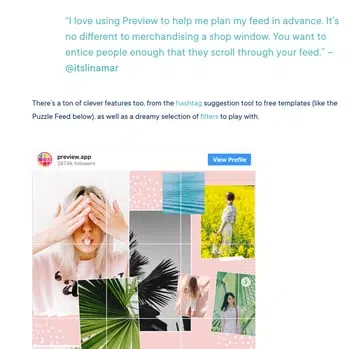 "I love using Preview to help me plan my feed in advance. It's
no different to merchandising a shop window. You want to
entice people enough that they scroll through your feed." –
@itslinamar
There's a ton of clever features too, from the hashtag suggestion tool to free templates (like the
Puzzle Feed below), as well as a dreamy selection of filters to play with.
preview.app
View Profile